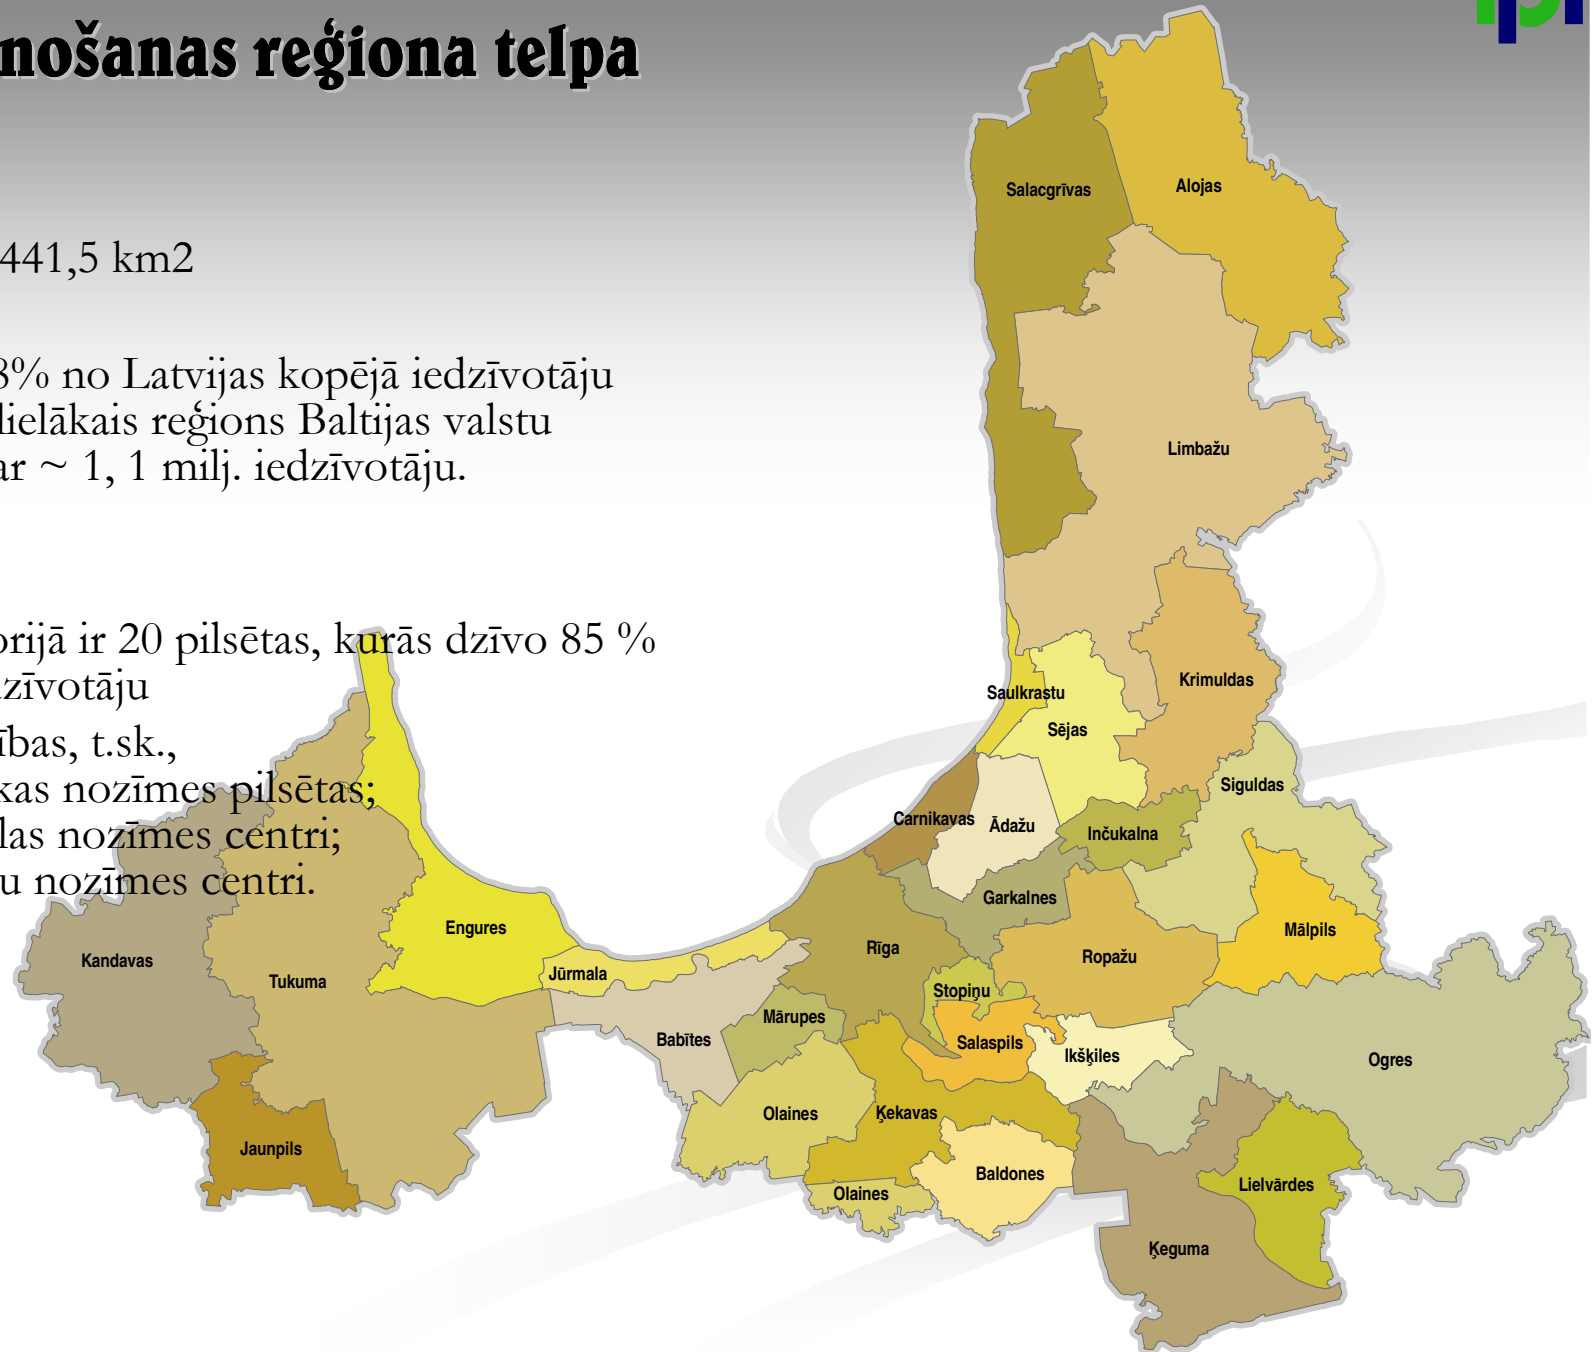 nošanas reģiona telpa
441,5 km2
8% no Latvijas kopējā iedzīvotāju
lielākais reģions Baltijas valstu
ar ~ 1, 1 milj. iedzīvotāju.
orijā ir 20 pilsētas, kurās dzīvo 85 %
dzīvotāju
ības, t.sk.,
kas nozīmes pilsētas;
las nozīmes centri;
u nozīmes centri.
Salacgrīvas
Alojas
Limbažu
Krimuldas
Saulkrastu
Sējas
Siguldas
Carnikavas
Ādažu
Inčukalna
Garkalnes
Mālpils
Engures
Rīga
Ropažu
Kandavas
Tukuma
Jūrmala
Stopiņu
Mārupes
Babītes
Salaspils
Ikšķiles
Ogres
Olaines
Ķekavas
Jaunpils
Baldones
Lielvārdes
Olaines
Ķeguma